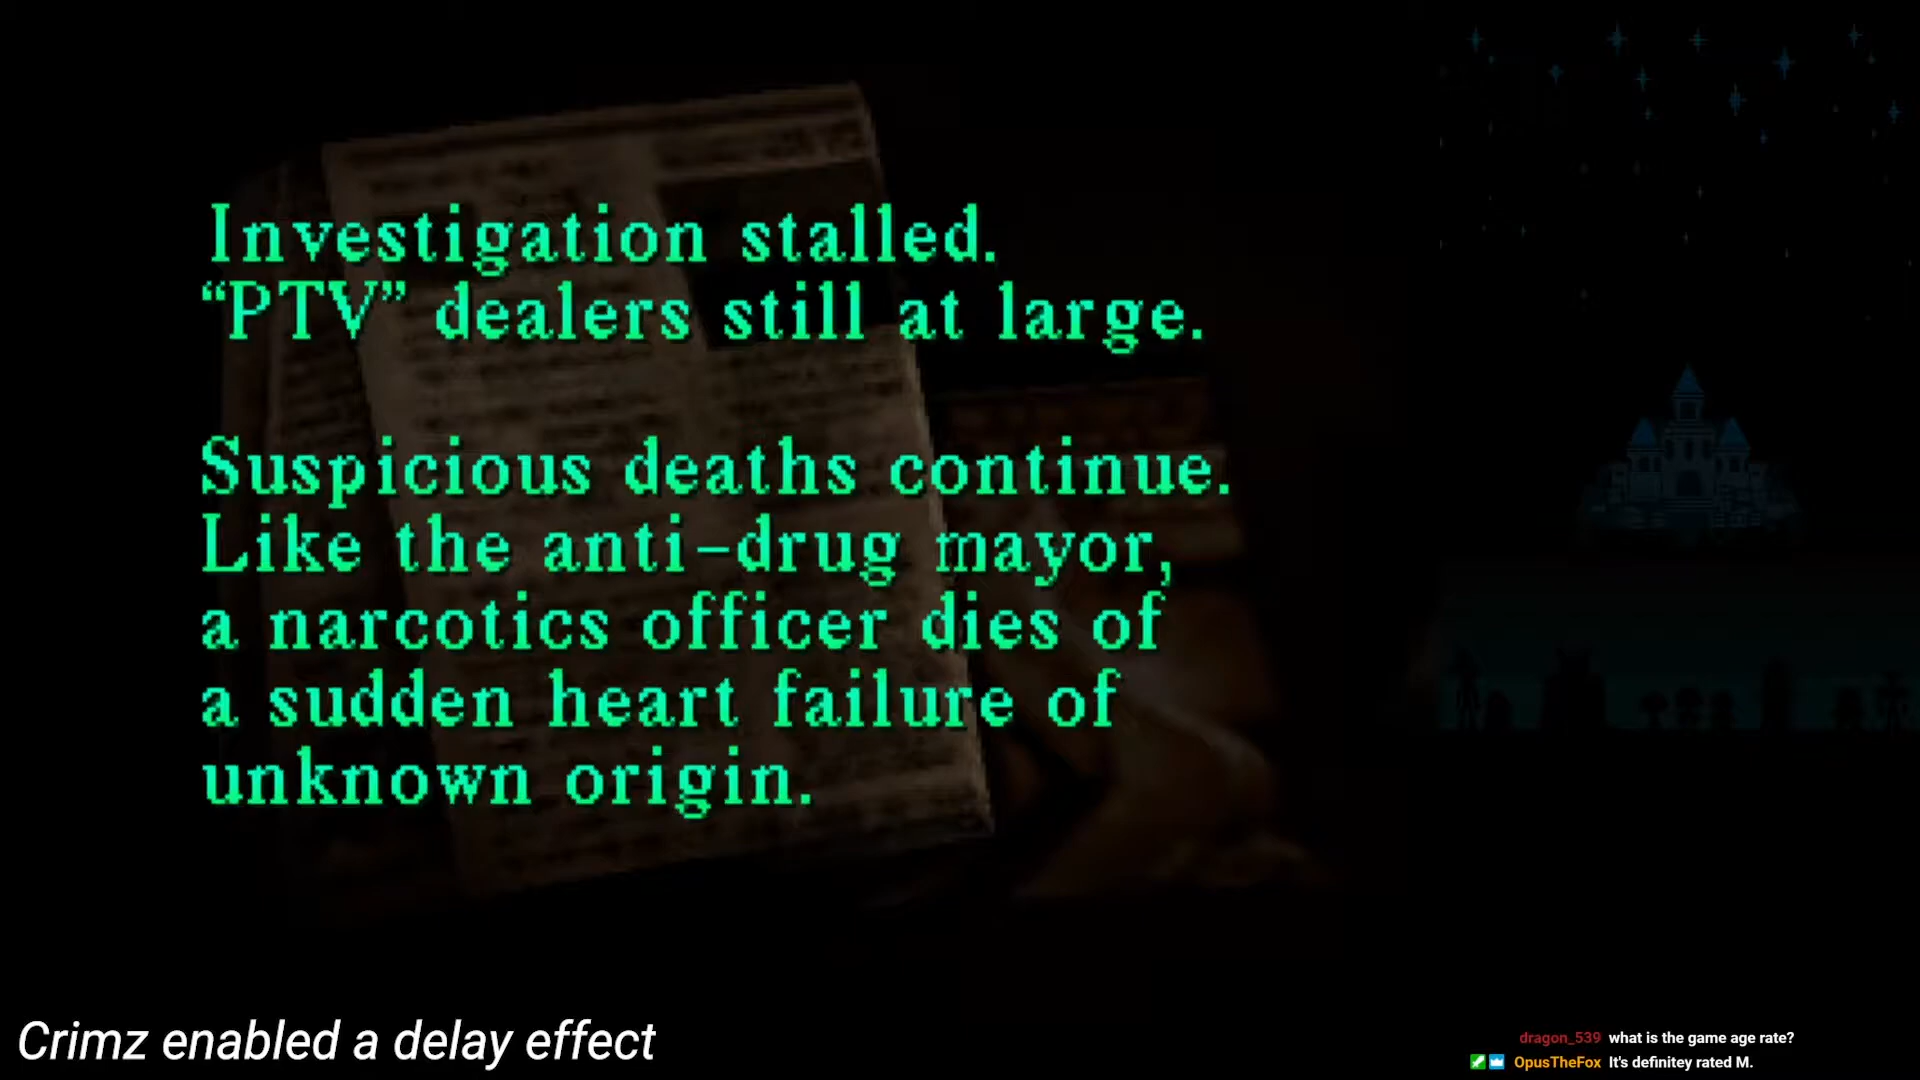 Investigation stalled.
“PTV” dealers still at large.
Suspicious deaths continue.
Like the anti-drug mayor,
a narcotics officer dies of
a sudden heart failure of
unknown origin.
Crimz enabled a delay effect
dragon_539 what is the game age rate?
OpusTheFox It's definitey rated M.